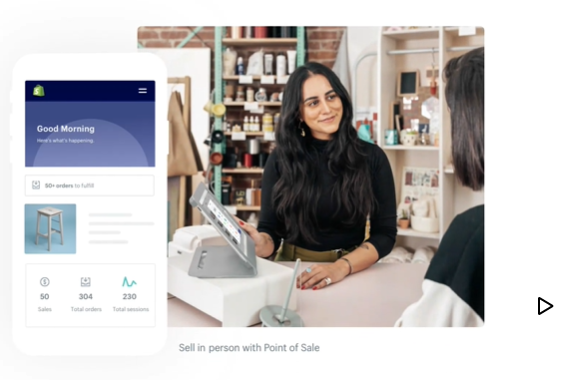 Good Morning
Here's what's happening.
50+ orders to fulfill
50 304 230
Sales Total orders Total sessions
Sell in person with Point of Sale